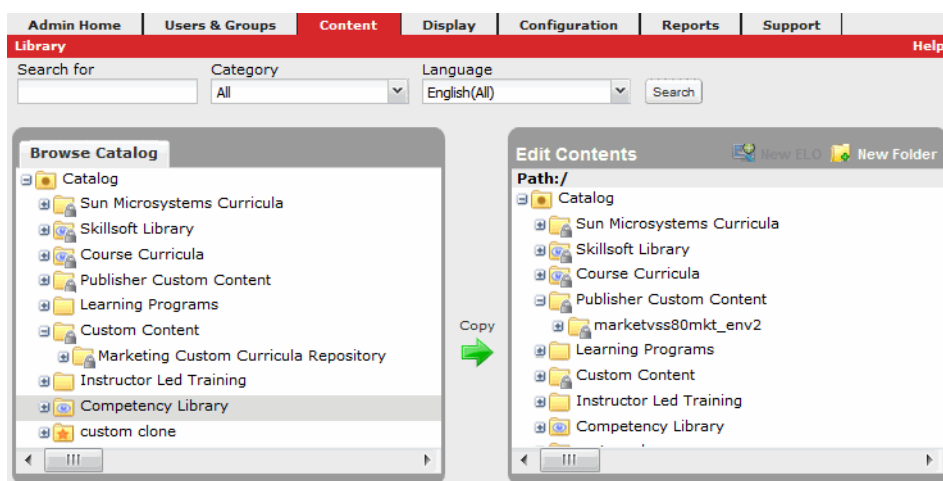 Admin Home Users & Groups Content Display Configuration Reports Support
Library Help
Search for Category Language
All English(All) Search
Browse Catalog
Catalog
Sun Microsystems Curricula
Skillsoft Library
Course Curricula
Publisher Custom Content
Learning Programs
Custom Content
Marketing Custom Curricula Repository
Instructor Led Training
Competency Library
custom clone
Copy
Edit Contents New ELO New Folder
Path:/
Catalog
Sun Microsystems Curricula
Skillsoft Library
Course Curricula
Publisher Custom Content
marketvss80mkt_env2
Learning Programs
Custom Content
Instructor Led Training
Competency Library